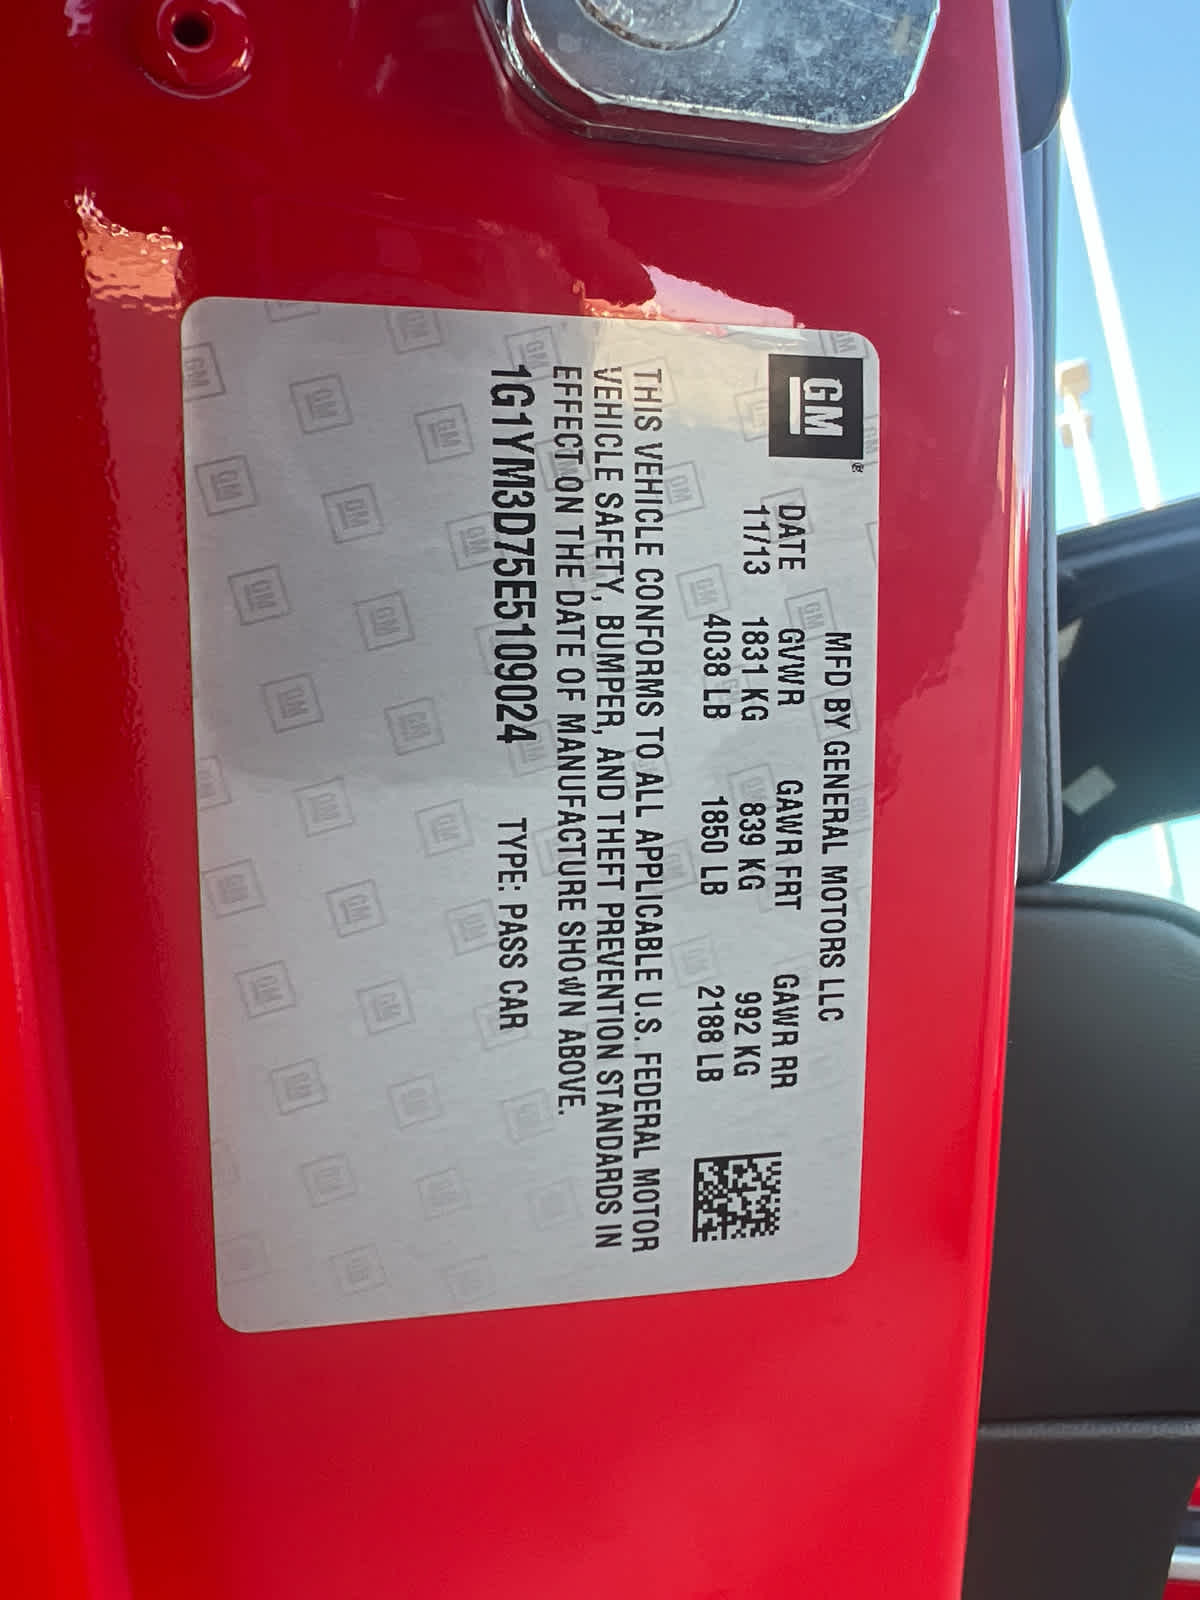 GM®
MFD BY GENERAL MOTORS LLC
DATE GVWR GAWR FRT GAWR RR
11/13 1831 KG 839 KG 992 KG
4038 LB 1850 LB 2188 LB
THIS VEHICLE CONFORMS TO ALL APPLICABLE U.S. FEDERAL MOTOR
VEHICLE SAFETY, BUMPER, AND THEFT PREVENTION STANDARDS IN
EFFECT ON THE DATE OF MANUFACTURE SHOWN ABOVE.
1G1YM3D75E5109024 TYPE: PASS CAR